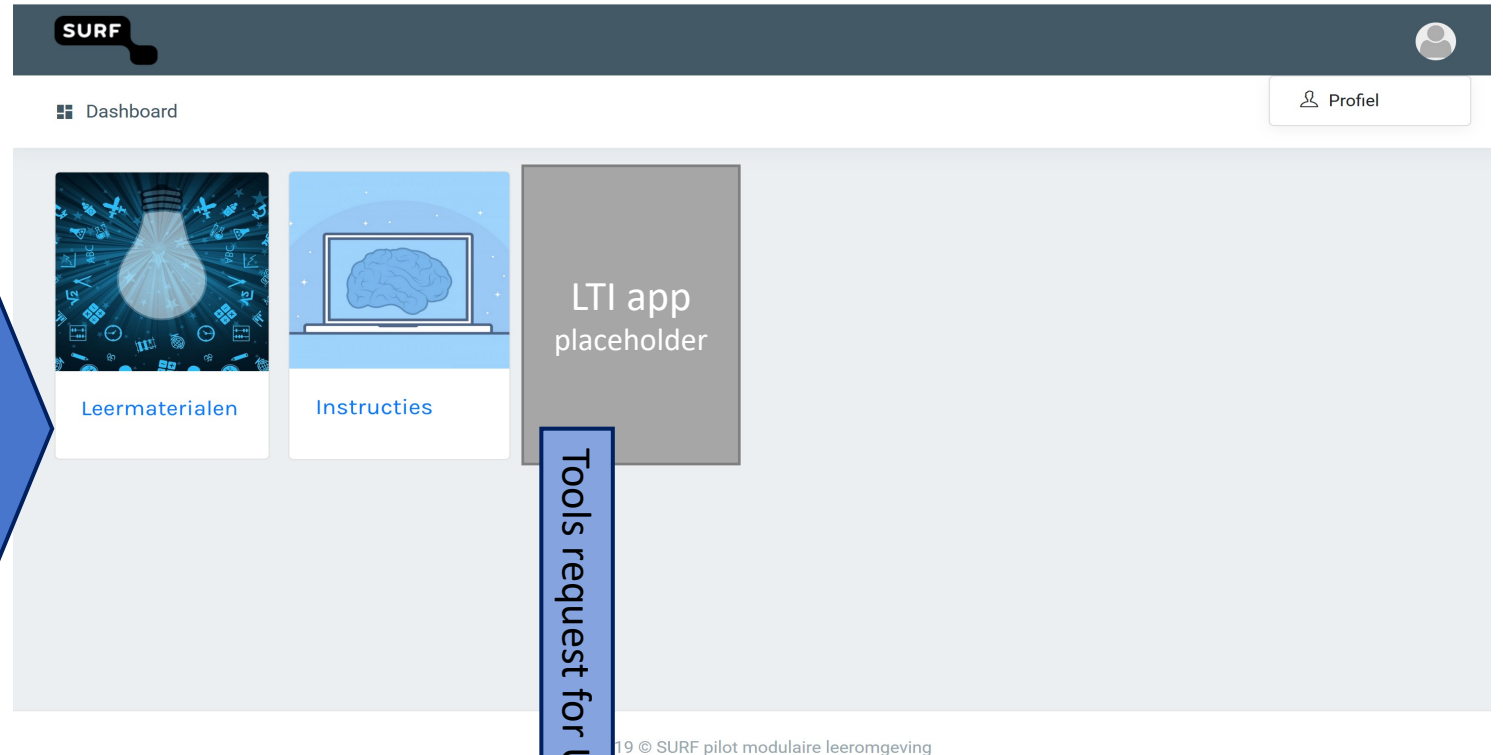 SURF
Profiel
Dashboard
LTI app
placeholder
Leermaterialen
Instructies
Tools request for
19 © SURF pilot modulaire leeromgeving